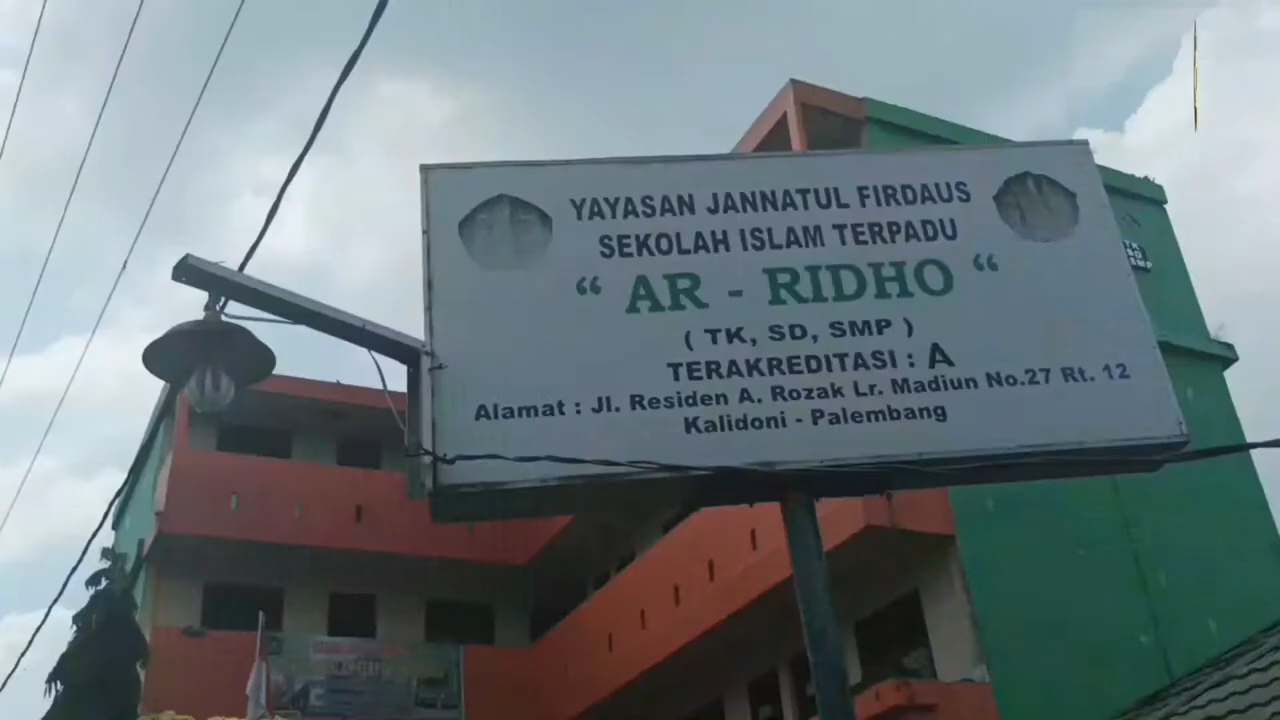 YAYASAN JANNATUL FIRDAUS
SEKOLAH ISLAM TERPADU
“ AR - RIDHO “
( TK, SD, SMP )
TERAKREDITASI : A
Alamat : Jl. Residen A. Rozak Lr. Madiun No.27 Rt. 12
Kalidoni - Palembang